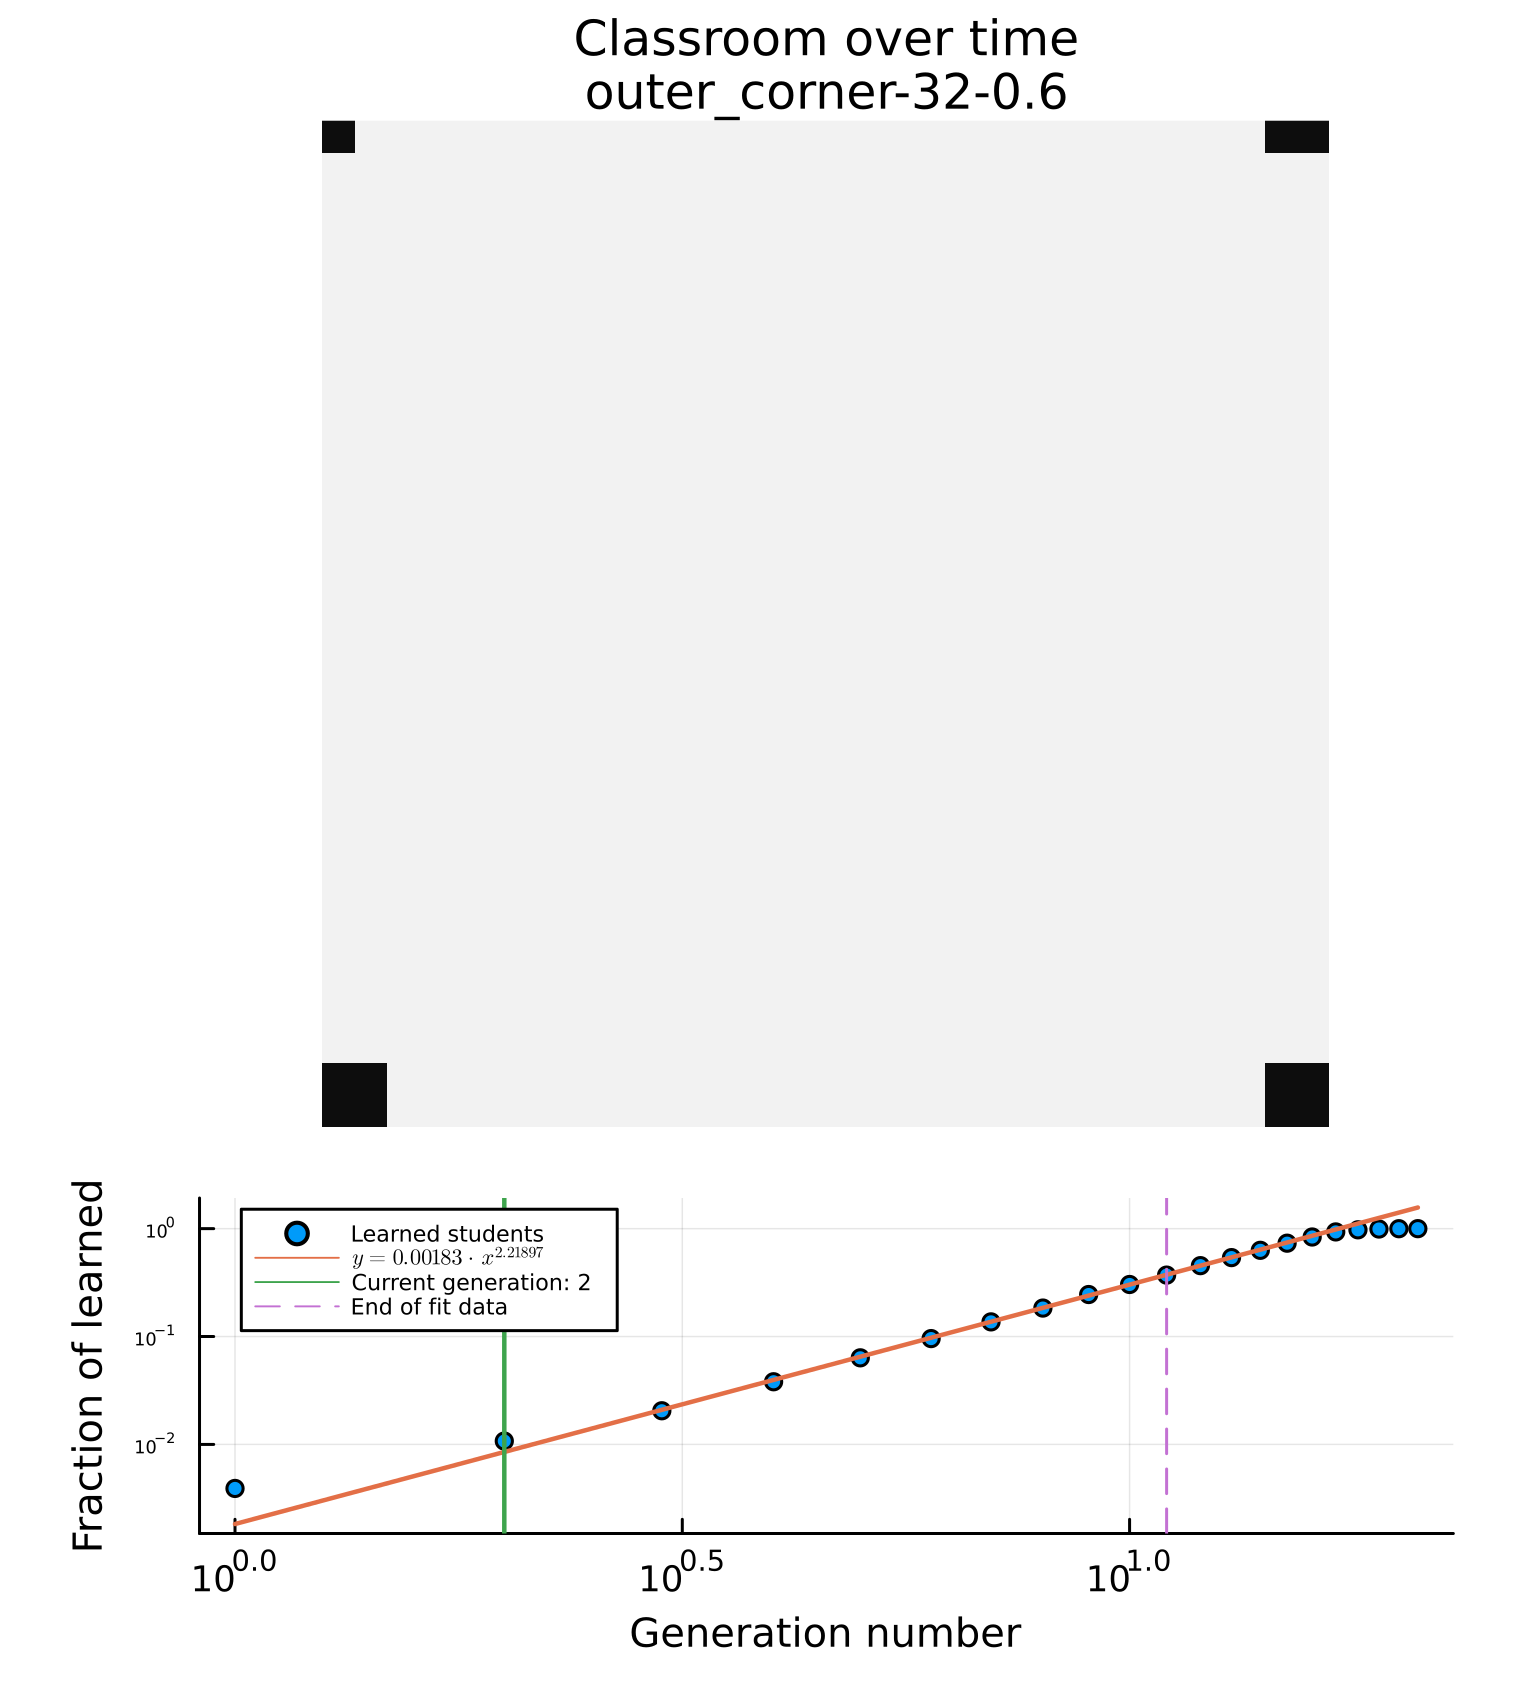 Classroom over time
outer_corner-32-0.6
Fraction of learned
10^0
10^-1
10^-2
Learned students
y = 0.00183 · x^2.21897
Current generation: 2
End of fit data
10^0.0
10^0.5
10^1.0
Generation number